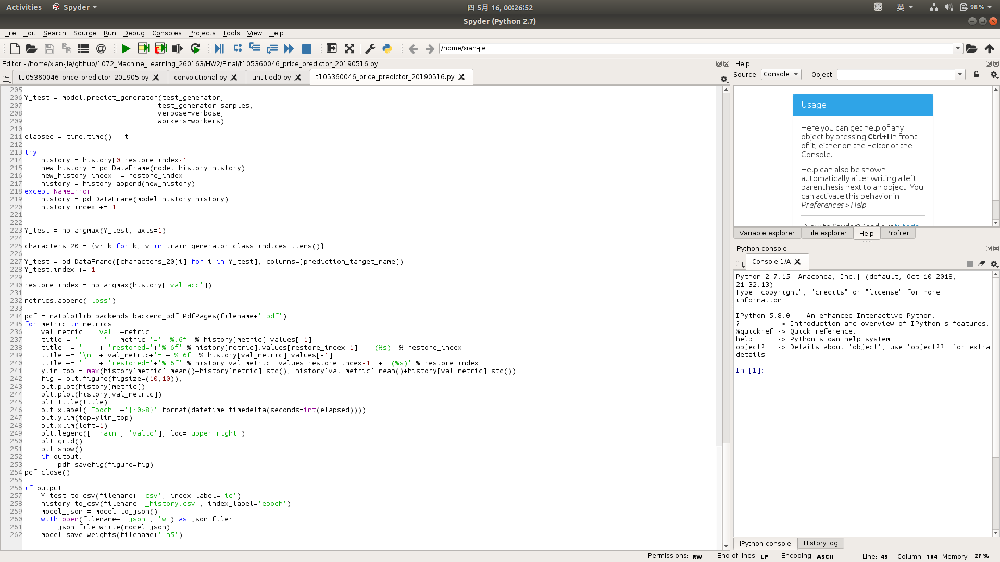 Activities
Spyder
四 5月 16, 00:26:52
英
98 %
Spyder (Python 2.7)
File Edit Search Source Run Debug Consoles Projects Tools View Help
/home/xian-jie
Editor - /home/xian-jie/github/1072_Machine_Learning_260163/HW2/Final/t105360046_price_predictor_20190516.py
t105360046_price_predictor_201905.py
convolutional.py
untitled0.py
t105360046_price_predictor_20190516.py
205
206 Y_test = model.predict_generator(test_generator,
207                                 test_generator.samples,
208                                 verbose=verbose,
209                                 workers=workers)
210
211 elapsed = time.time() - t
212
213 try:
214     history = history[0:restore_index-1]
215     new_history = pd.DataFrame(model.history.history)
216     new_history.index += restore_index
217     history = history.append(new_history)
218 except NameError:
219     history = pd.DataFrame(model.history.history)
220     history.index += 1
221
222
223 Y_test = np.argmax(Y_test, axis=1)
224
225 characters_20 = {v: k for k, v in train_generator.class_indices.items()}
226
227 Y_test = pd.DataFrame([characters_20[i] for i in Y_test], columns=[prediction_target_name])
228 Y_test.index += 1
229
230 restore_index = np.argmax(history['val_acc'])
231
232 metrics.append('loss')
233
234 pdf = matplotlib.backends.backend_pdf.PdfPages(filename+'.pdf')
235 for metric in metrics:
236     val_metric = 'val_'+metric
237     title = '      ' + metric+'='+'%.6f' % history[metric].values[-1]
238     title += '  ' + 'restored='+'%.6f' % history[metric].values[restore_index-1] + '(%s)' % restore_index
239     title += '\n' + val_metric+'='+'%.6f' % history[val_metric].values[-1]
240     title += '  ' + 'restored='+'%.6f' % history[val_metric].values[restore_index-1] + '(%s)' % restore_index
241     ylim_top = max(history[metric].mean()+history[metric].std(), history[val_metric].mean()+history[val_metric].std())
242     fig = plt.figure(figsize=(10,10));
243     plt.plot(history[metric])
244     plt.plot(history[val_metric])
245     plt.title(title)
246     plt.xlabel('Epoch '+'{:0>8}'.format(datetime.timedelta(seconds=int(elapsed))))
247     plt.ylim(top=ylim_top)
248     plt.xlim(left=1)
249     plt.legend(['Train', 'valid'], loc='upper right')
250     plt.grid()
251     plt.show()
252     if output:
253         pdf.savefig(figure=fig)
254 pdf.close()
255
256 if output:
257     Y_test.to_csv(filename+'.csv', index_label='id')
258     history.to_csv(filename+'_history.csv', index_label='epoch')
259     model_json = model.to_json()
260     with open(filename+'.json', 'w') as json_file:
261         json_file.write(model_json)
262     model.save_weights(filename+'.h5')
Help
Source Console Object
Usage
Here you can get help of any
object by pressing Ctrl+I in front
of it, either on the Editor or the
Console.
Help can also be shown
automatically after writing a left
parenthesis next to an object. You
can activate this behavior in
Preferences > Help.
New to Spyder? Read our tutorial
Variable explorer File explorer Help Profiler
IPython console
Console 1/A
Python 2.7.15 |Anaconda, Inc.| (default, Oct 10 2018,
21:32:13)
Type "copyright", "credits" or "license" for more
information.
IPython 5.8.0 -- An enhanced Interactive Python.
?         -> Introduction and overview of IPython's features.
%quickref -> Quick reference.
help      -> Python's own help system.
object?   -> Details about 'object', use 'object??' for extra
details.
In [1]:
IPython console History log
Permissions: RW End-of-lines: LF Encoding: ASCII Line: 45 Column: 104 Memory: 27 %